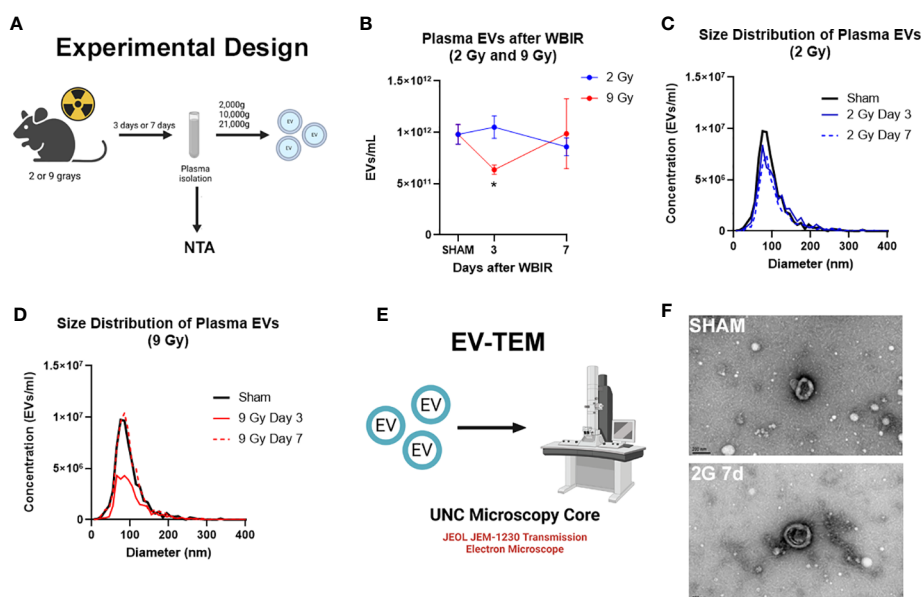 A
Experimental Design
3 days or 7 days
2,000g
10,000g
21,000g
EV
EV
EV
Plasma
isolation
2 or 9 grays
NTA
B
Plasma EVs after WBIR
(2 Gy and 9 Gy)
1.5×10¹²
1×10¹²
5×10¹¹
0
EVs/mL
2 Gy
9 Gy
*
SHAM
3
7
Days after WBIR
C
Size Distribution of Plasma EVs
(2 Gy)
1.5×10⁷
1×10⁷
5×10⁶
0
Concentration (EVs/ml)
Sham
2 Gy Day 3
2 Gy Day 7
0 100 200 300 400
Diameter (nm)
D
Size Distribution of Plasma EVs
(9 Gy)
1.5×10⁷
1×10⁷
5×10⁶
0
Concentration (EVs/ml)
Sham
9 Gy Day 3
9 Gy Day 7
0 100 200 300 400
Diameter (nm)
E
EV-TEM
EV
EV
EV
UNC Microscopy Core
JEOL JEM-1230 Transmission
Electron Microscope
F
SHAM
2G 7d